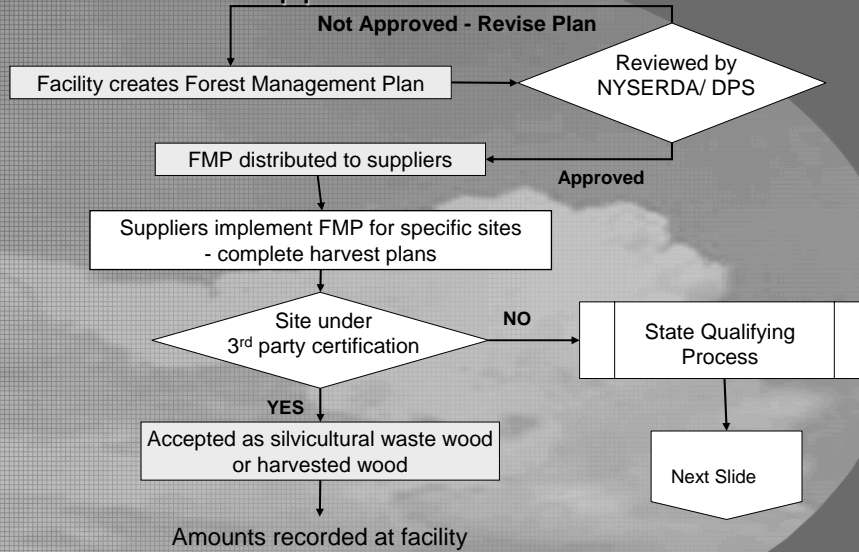 Not Approved - Revise Plan
Facility creates Forest Management Plan
Reviewed by
NYSERDA/ DPS
FMP distributed to suppliers
Approved
Suppliers implement FMP for specific sites
- complete harvest plans
Site under
3rd party certification
NO
State Qualifying
Process
YES
Accepted as silvicultural waste wood
or harvested wood
Next Slide
Amounts recorded at facility